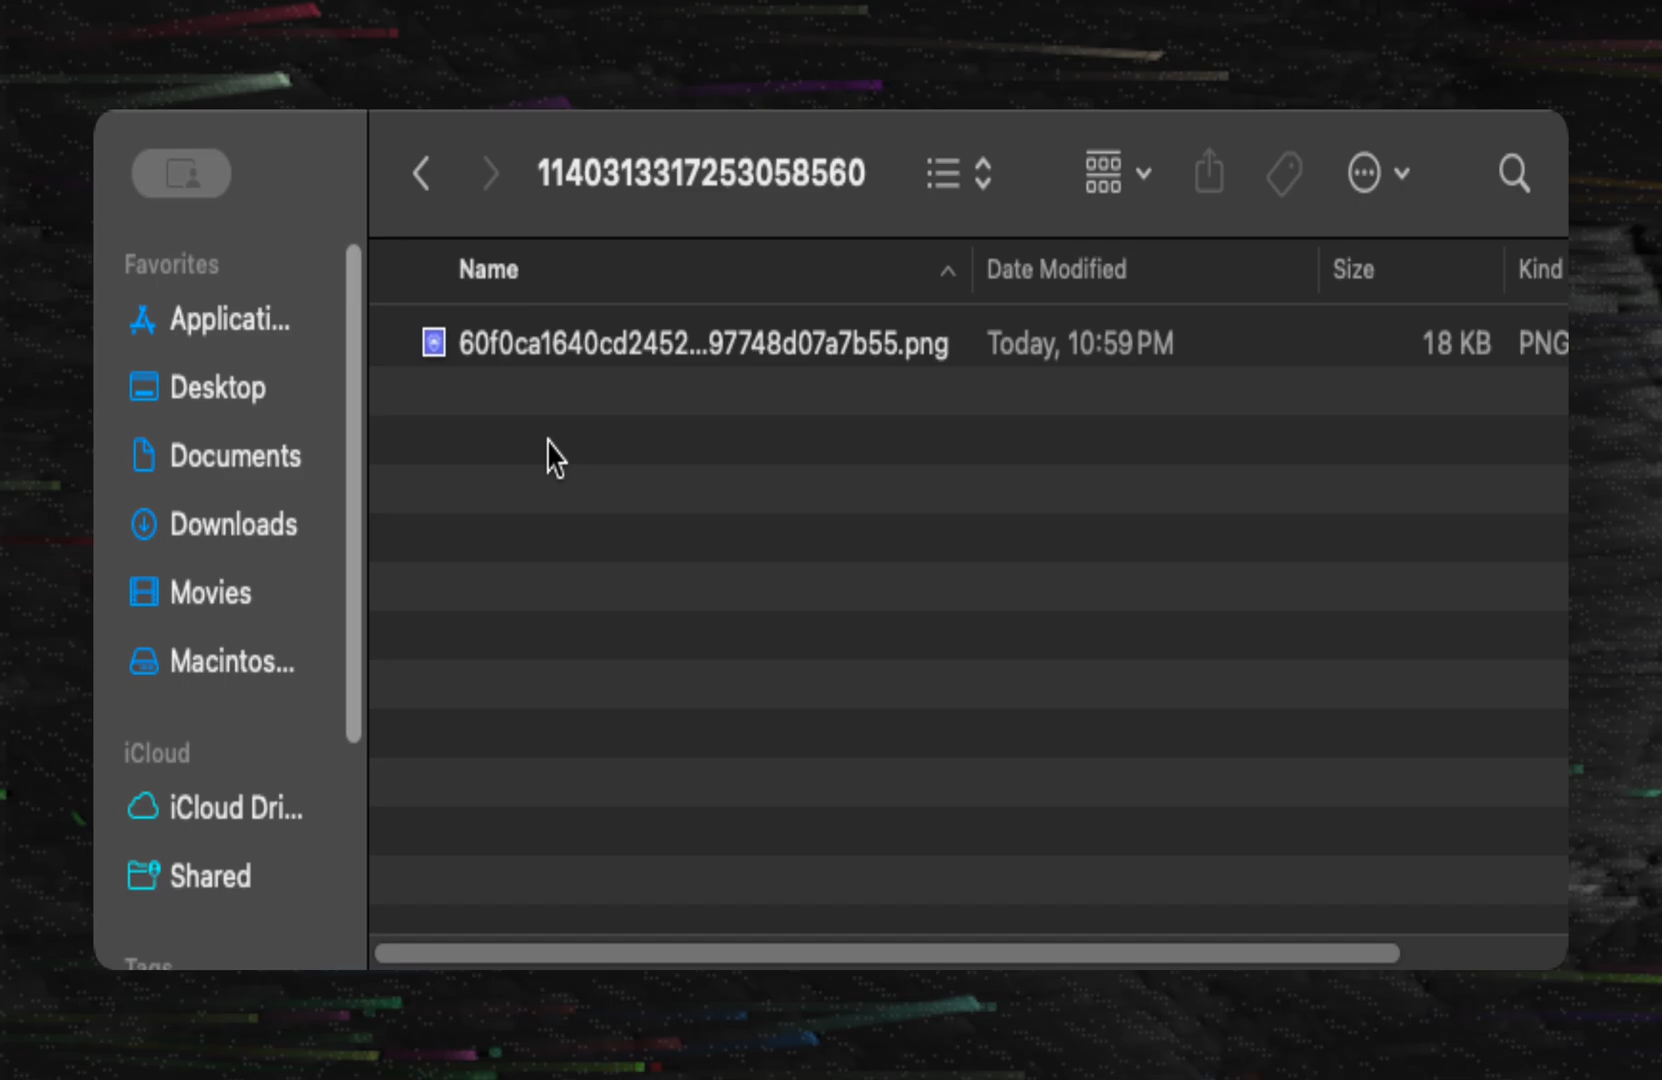 1140313317253058560
Favorites
Applicati...
Desktop
Documents
Downloads
Movies
Macintos...
iCloud
iCloud Dri...
Shared
Tags
Name Date Modified Size Kind
60f0ca1640cd2452...97748d07a7b55.png Today, 10:59 PM 18 KB PNG